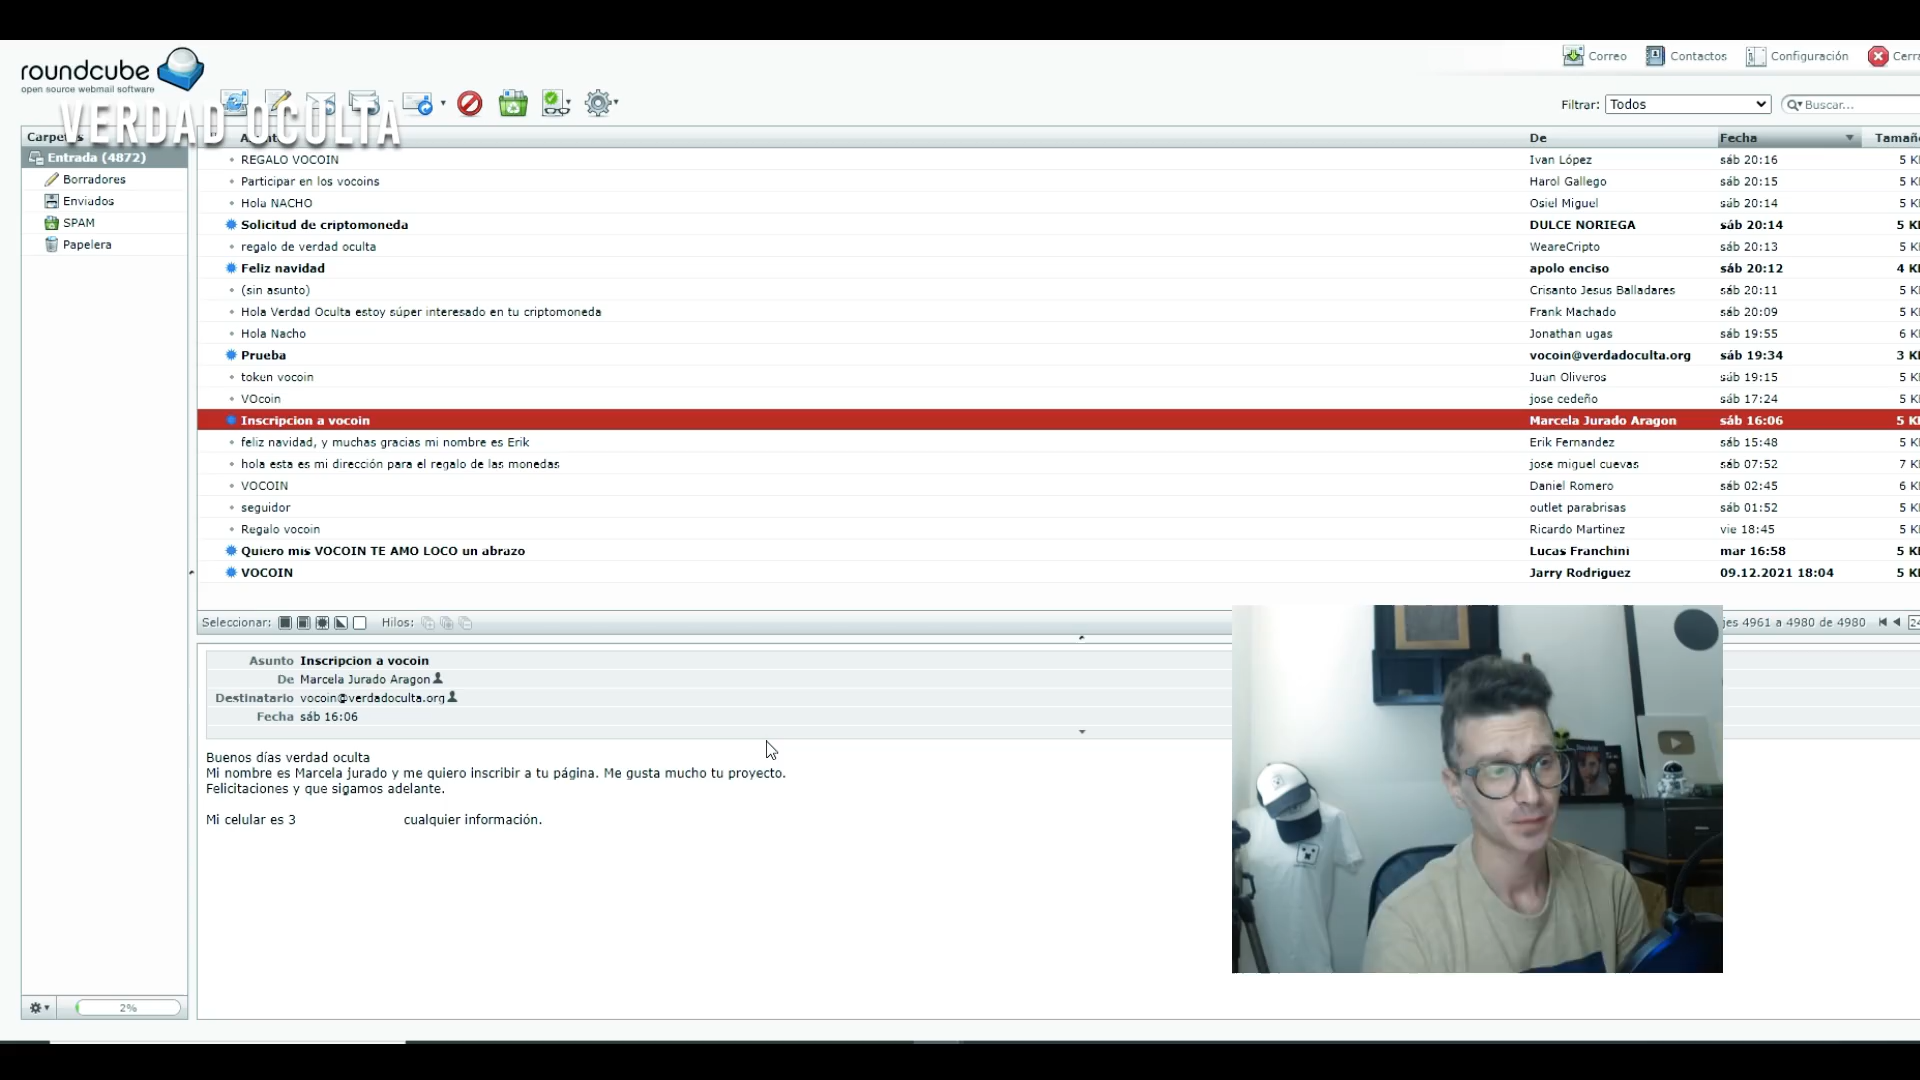 roundcube
open source webmail software
VERDAD OCULTA
Correo
Contactos
Configuración
Filtrar: Todos
Buscar...
De
Fecha
Entrada (4872)
Borradores
Enviados
SPAM
Papelera
REGALO VOCOIN Ivan López sáb 20:16
Participar en los vocoins Harol Gallego sáb 20:15
Hola NACHO Osiel Miguel sáb 20:14
Solicitud de criptomoneda DULCE NORIEGA sáb 20:14
regalo de verdad oculta WeareCripto sáb 20:13
Feliz navidad apolo enciso sáb 20:12
(sin asunto) Crisanto Jesus Balladares sáb 20:11
Hola Verdad Oculta estoy súper interesado en tu criptomoneda Frank Machado sáb 20:09
Hola Nacho Jonathan ugas sáb 19:55
Prueba vocoin@verdadoculta.org sáb 19:34
token vocoin Juan Oliveros sáb 19:15
VOcoin jose cedeño sáb 17:24
Inscripcion a vocoin Marcela Jurado Aragon sáb 16:06
feliz navidad, y muchas gracias mi nombre es Erik Erik Fernandez sáb 15:48
hola esta es mi dirección para el regalo de las monedas jose miguel cuevas sáb 07:52
VOCOIN Daniel Romero sáb 02:45
seguidor outlet parabrisas sáb 01:52
Regalo vocoin Ricardo Martinez vie 18:45
Quiero mis VOCOIN TE AMO LOCO un abrazo Lucas Franchini mar 16:58
VOCOIN Jarry Rodriguez 09.12.2021 18:04
Seleccionar: Hilos: 4961 a 4980 de 4980
Asunto Inscripcion a vocoin
De Marcela Jurado Aragon
Destinatario vocoin@verdadoculta.org
Fecha sáb 16:06
Buenos días verdad oculta
Mi nombre es Marcela jurado y me quiero inscribir a tu página. Me gusta mucho tu proyecto.
Felicitaciones y que sigamos adelante.
Mi celular es 3 cualquier información.
2%